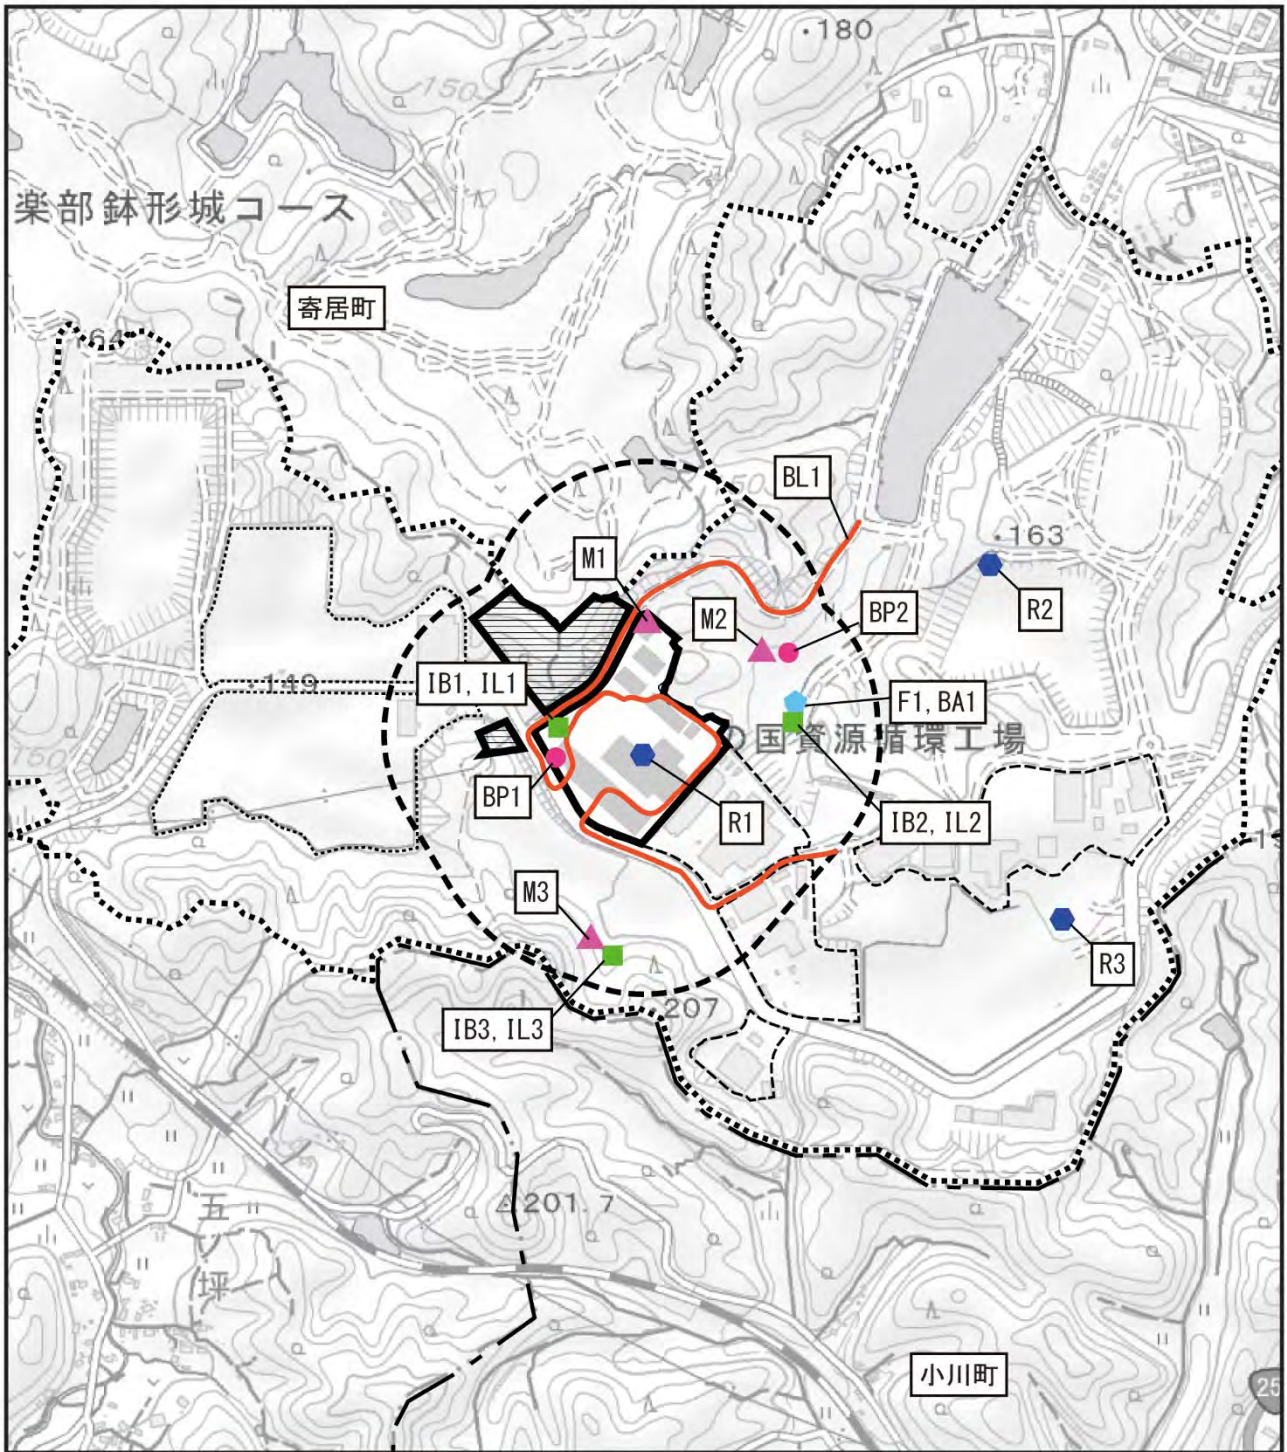 ・180
150
楽部鉢形城コース
寄居町
64
BL1
・163
M1
R2
M2
BP2
・149
IB1, IL1
F1, BA1
の国資源循環工場
BP1
R1
IB2, IL2
M3
R3
IB3, IL3
207
201.7
五
坪
小川町
25